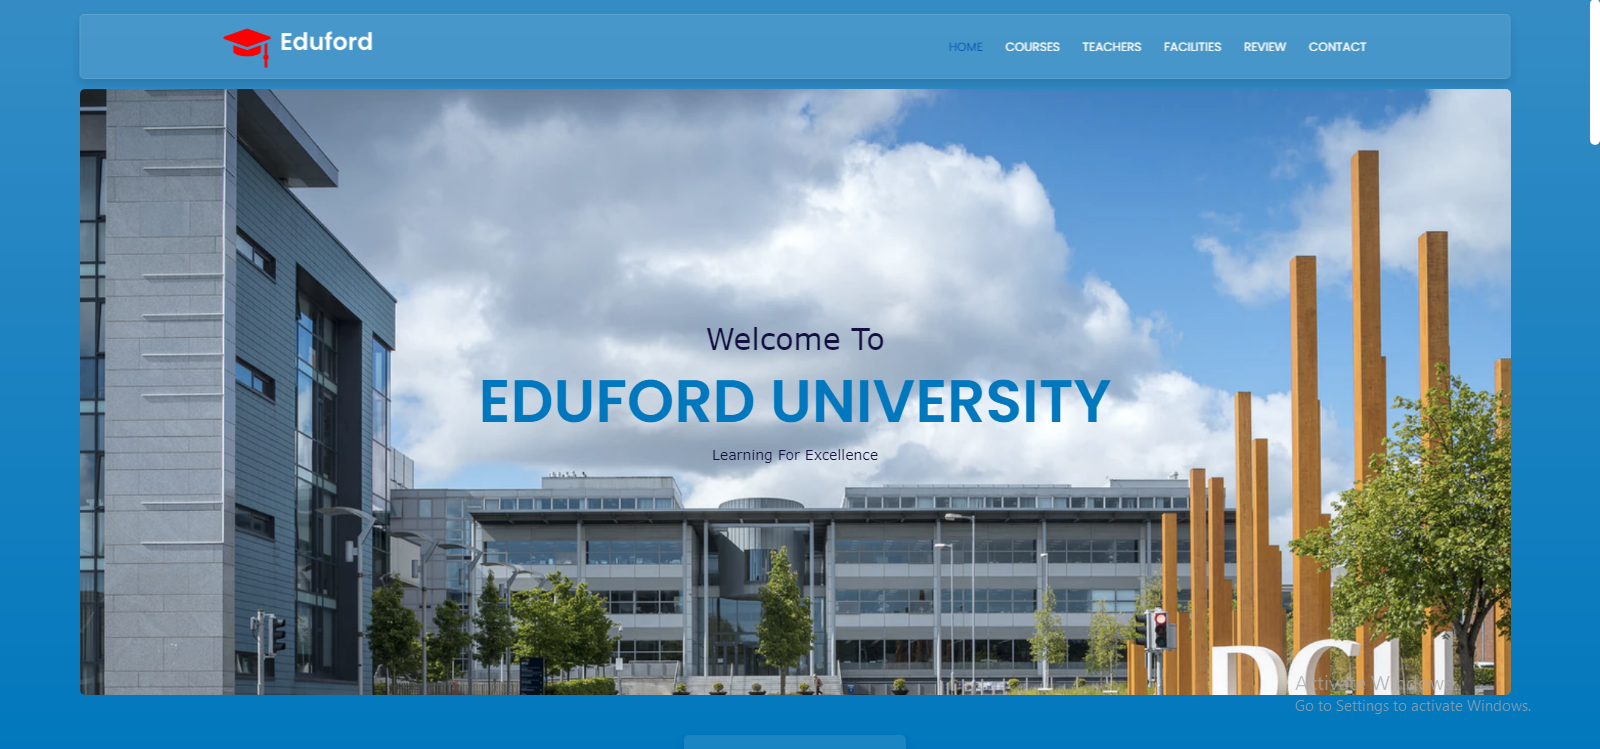 Eduford
HOME COURSES TEACHERS FACILITIES REVIEW CONTACT
Welcome To
EDUFORD UNIVERSITY
Learning For Excellence
DCU
Activate Windows
Go to Settings to activate Windows.